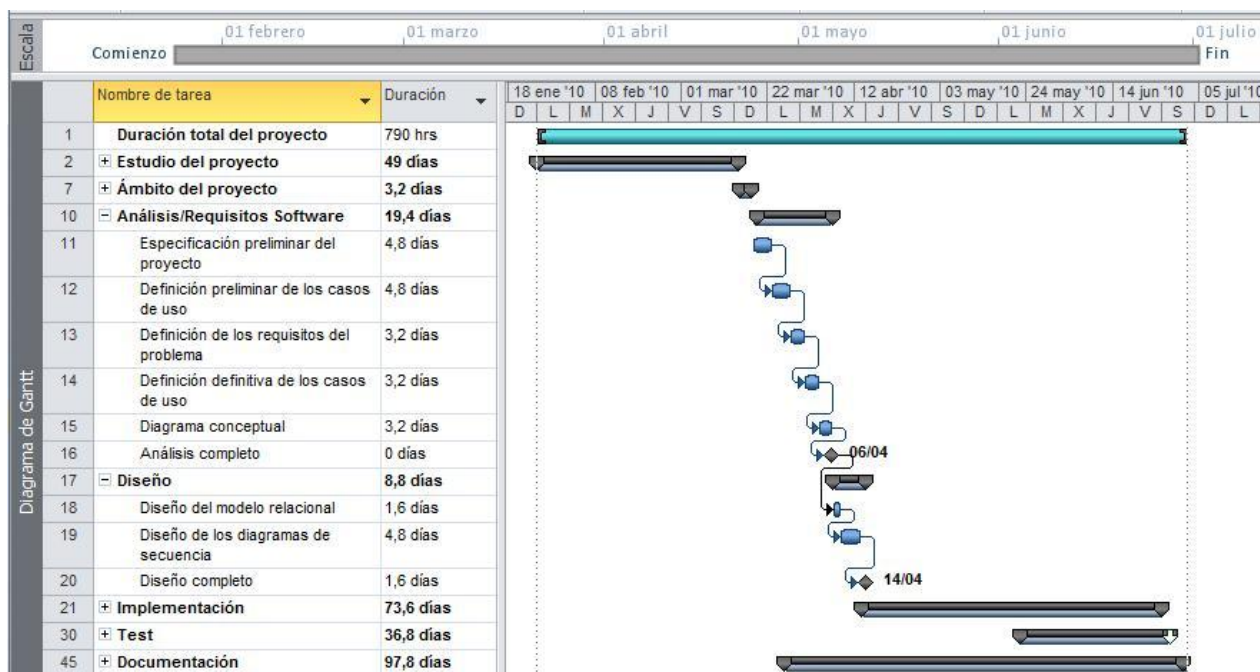 Escala
01 febrero 01 marzo 01 abril 01 mayo 01 junio 01 julio
Comienzo Fin
Diagrama de Gantt
Nombre de tarea Duración
18 ene '10 08 feb '10 01 mar '10 22 mar '10 12 abr '10 03 may '10 24 may '10 14 jun '10 05 jul '10
D L M X J V S D L M X J V S D L M X J V S D L
1 Duración total del proyecto 790 hrs
2 Estudio del proyecto 49 días
7 Ámbito del proyecto 3,2 días
10 Análisis/Requisitos Software 19,4 días
11 Especificación preliminar del 4,8 días
proyecto
12 Definición preliminar de los casos 4,8 días
de uso
13 Definición de los requisitos del 3,2 días
problema
14 Definición definitiva de los casos 3,2 días
de uso
15 Diagrama conceptual 3,2 días
16 Análisis completo 0 días 06/04
17 Diseño 8,8 días
18 Diseño del modelo relacional 1,6 días
19 Diseño de los diagramas de 4,8 días
secuencia
20 Diseño completo 1,6 días 14/04
21 Implementación 73,6 días
30 Test 36,8 días
45 Documentación 97,8 días